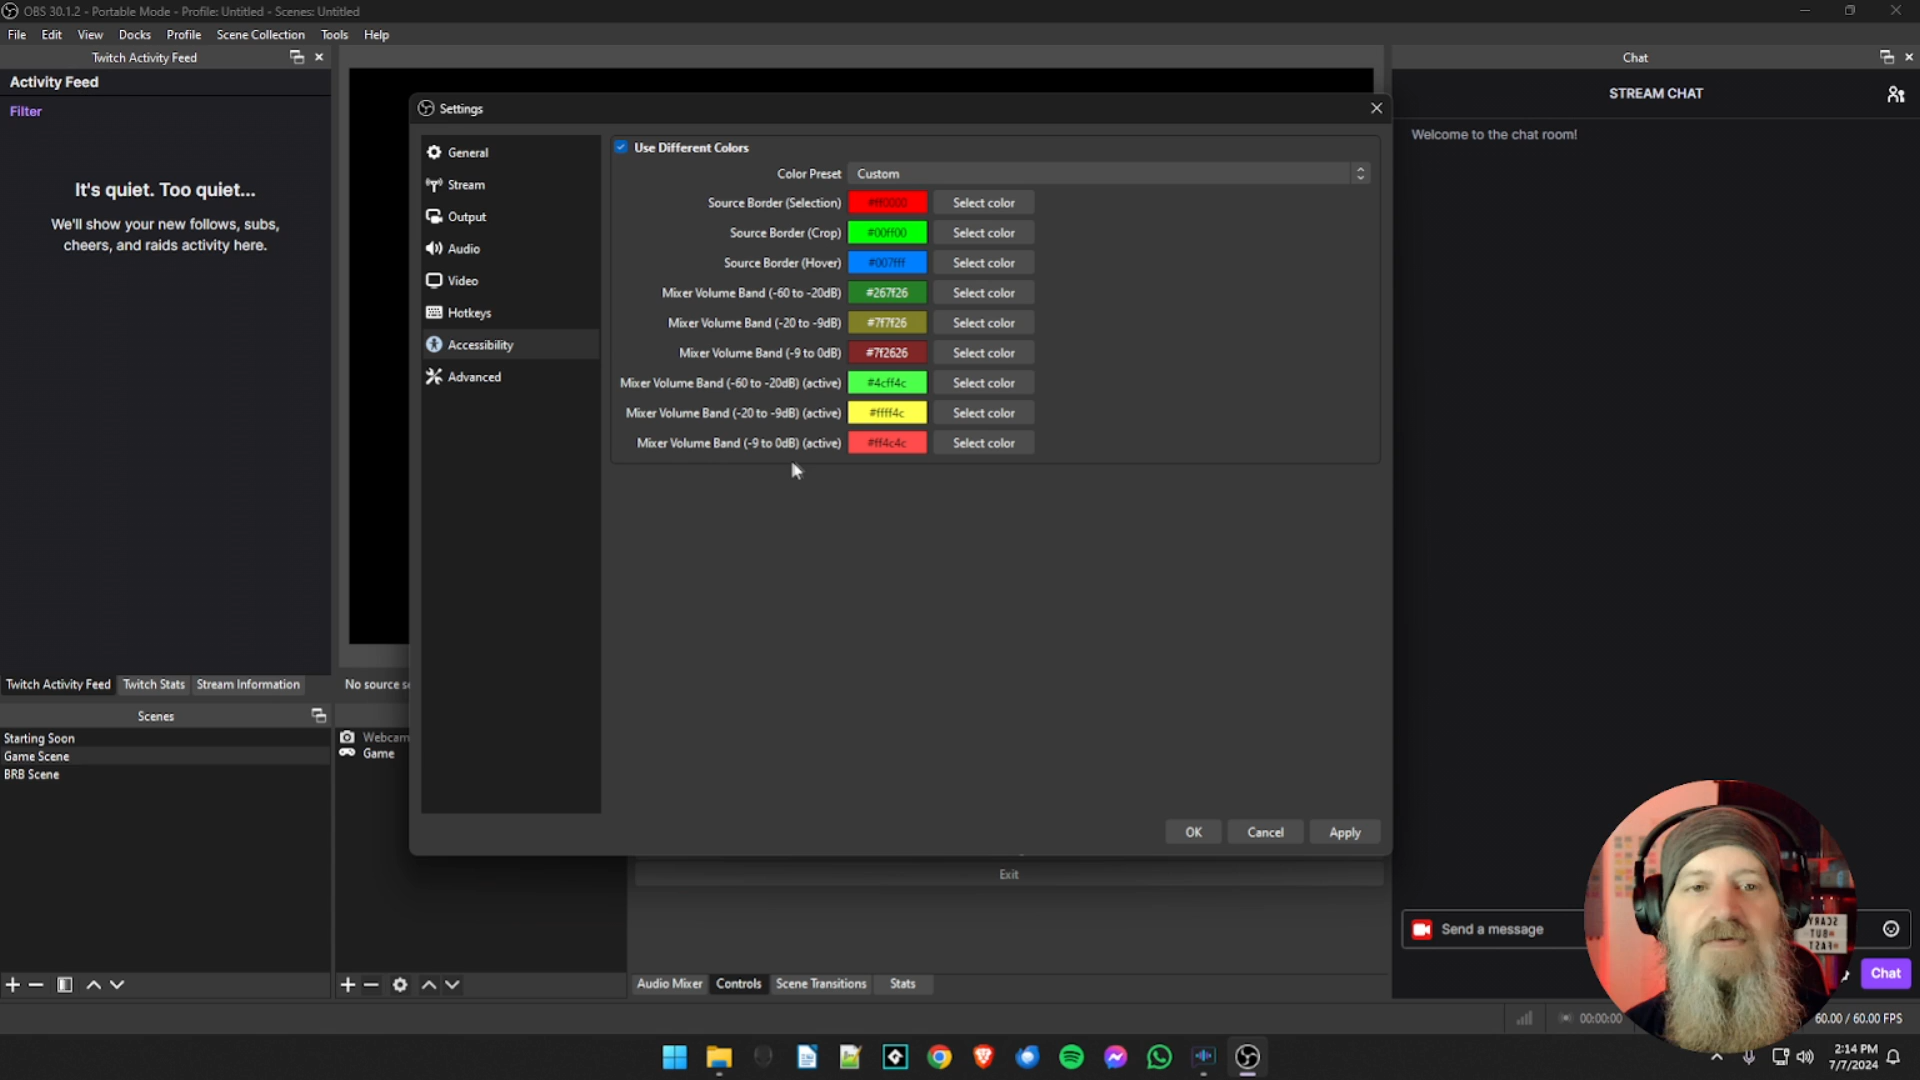 OBS 30.1.2 - Portable Mode - Profile: Untitled - Scenes: Untitled
File Edit View Docks Profile Scene Collection Tools Help
Twitch Activity Feed
Activity Feed
Filter
It's quiet. Too quiet...
We'll show your new follows, subs,
cheers, and raids activity here.
Twitch Activity Feed Twitch Stats Stream Information
Scenes
Starting Soon
Game Scene
BRB Scene
No source
Webcam
Game
Settings
General
Stream
Output
Audio
Video
Hotkeys
Accessibility
Advanced
Use Different Colors
Color Preset Custom
Source Border (Selection) #ff0000 Select color
Source Border (Crop) #00ff00 Select color
Source Border (Hover) #007fff Select color
Mixer Volume Band (-60 to -20dB) #267f26 Select color
Mixer Volume Band (-20 to -9dB) #7f7f26 Select color
Mixer Volume Band (-9 to 0dB) #7f2626 Select color
Mixer Volume Band (-60 to -20dB) (active) #4cff4c Select color
Mixer Volume Band (-20 to -9dB) (active) #ffff4c Select color
Mixer Volume Band (-9 to 0dB) (active) #ff4c4c Select color
OK Cancel Apply
Exit
Audio Mixer Controls Scene Transitions Stats
Chat
STREAM CHAT
Welcome to the chat room!
Send a message
Chat
SCARY
BUT
FAST
00:00:00
60.00 / 60.00 FPS
2:14 PM
7/7/2024